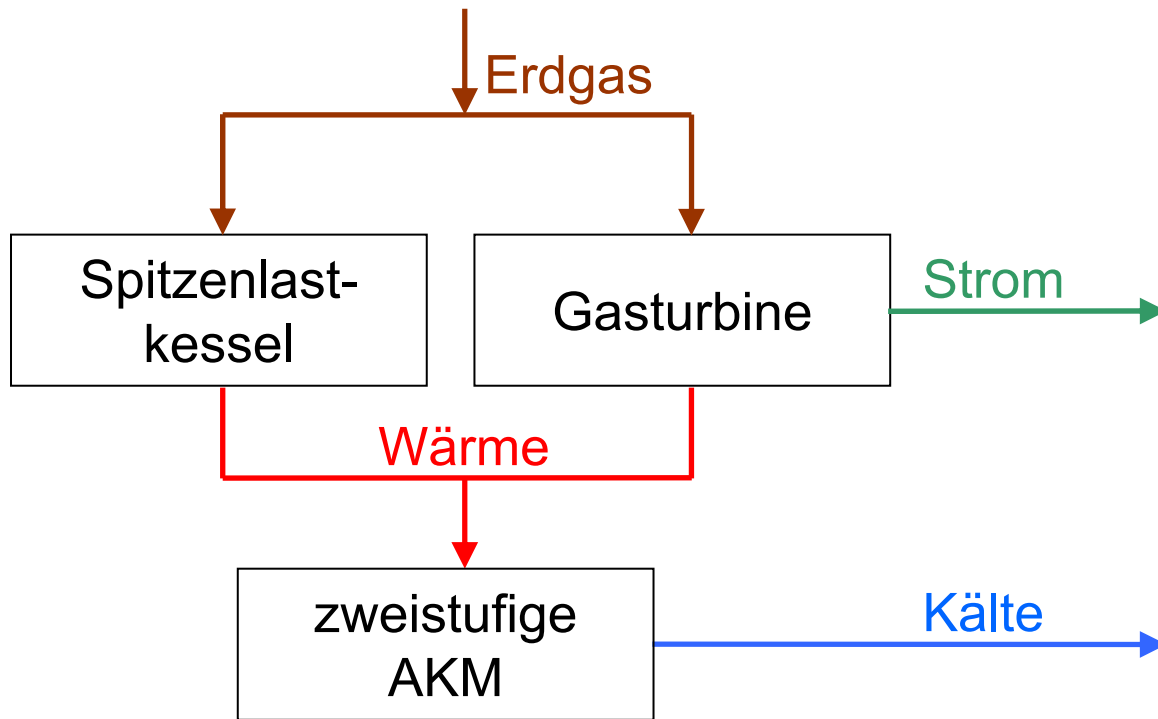 Erdgas
Spitzenlast-
kessel
Gasturbine
Strom
Wärme
zweistufige
AKM
Kälte